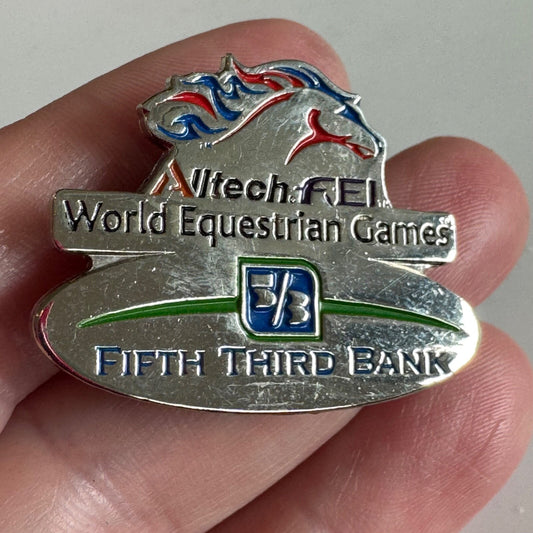 Alltech FEI
World Equestrian Games
5/3
FIFTH THIRD BANK